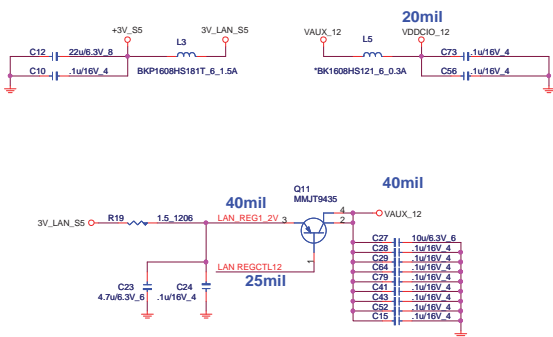 20mil
+3V_S5 3V_LAN_S5 VAUX_12 VDDCIO_12
C12 22u/6.3V_8 L3 L5 C73 .1u/16V_4
C10 .1u/16V_4 BKP1608HS181T_6_1.5A *BK1608HS121_6_0.3A C56 .1u/16V_4
Q11 40mil
MMJT9435
40mil
3V_LAN_S5 R19 1.5_1206 LAN_REG1_2V 3 4 2 VAUX_12
C27 10u/6.3V_6
C28 .1u/16V_4
C29 .1u/16V_4
LAN REGCTL12 1 C64 .1u/16V_4
25mil C79 .1u/16V_4
C23 C24 C41 .1u/16V_4
4.7u/6.3V_6 .1u/16V_4 C43 .1u/16V_4
C52 .1u/16V_4
C15 .1u/16V_4